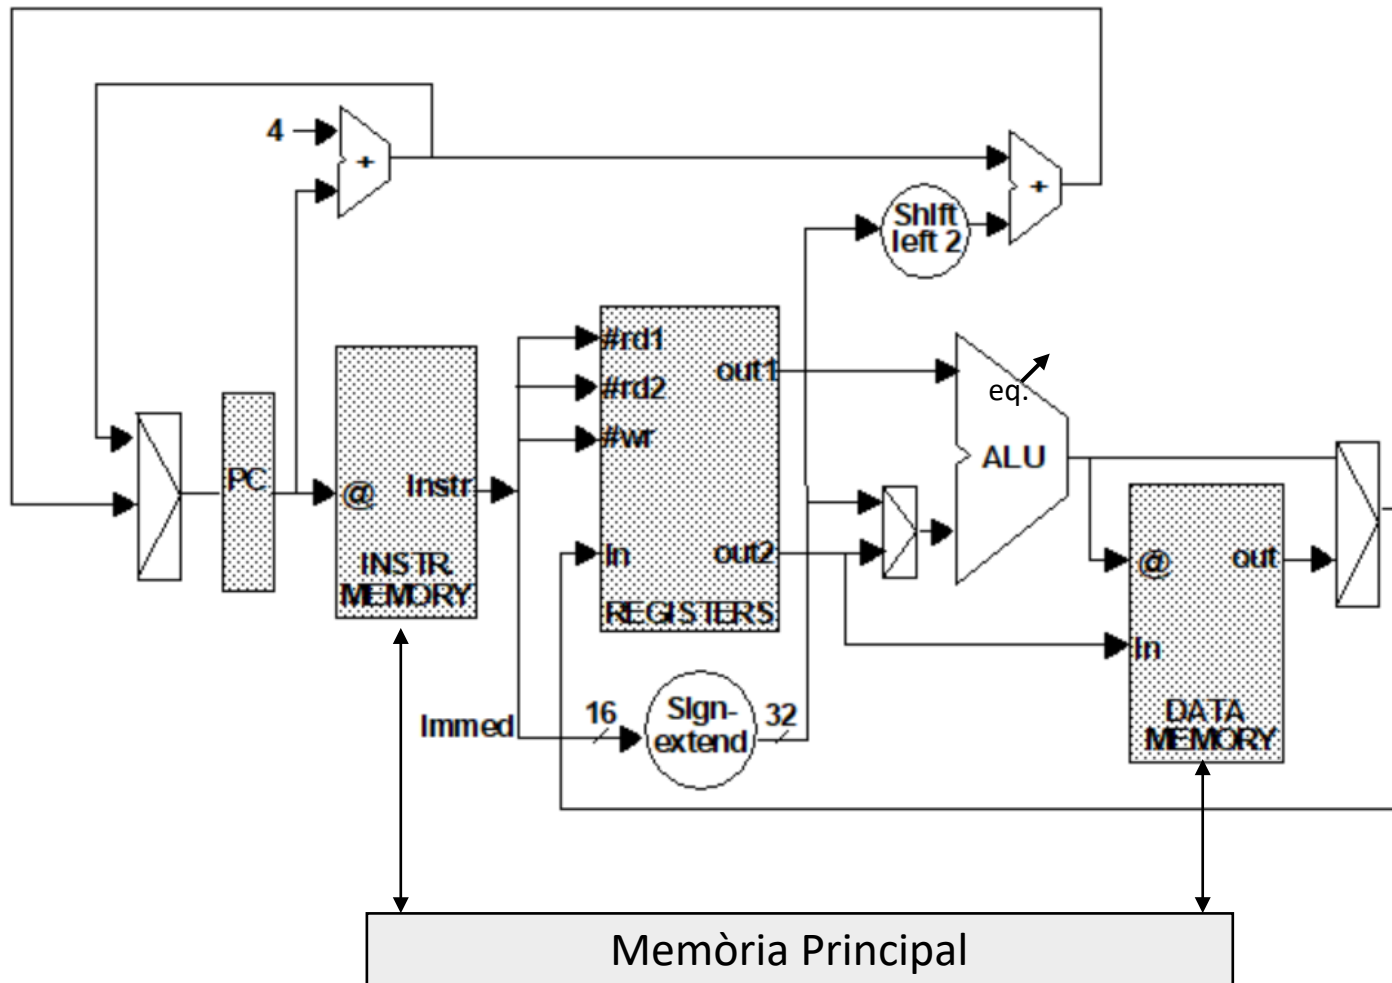 4
+
+
Shift
left 2
#rd1
#rd2
#wr
out1
eq.
ALU
PC
@
Instr
INSTR.
MEMORY
In
out2
REGISTERS
@
out
In
DATA
MEMORY
Immed
16
Sign-
extend
32
Memòria Principal